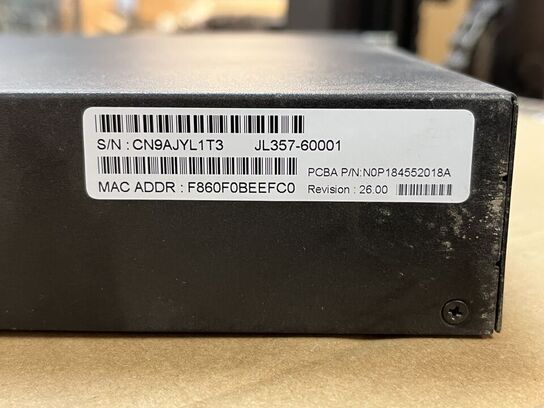 S/N : CN9AJYL1T3 JL357-60001
PCBA P/N:N0P184552018A
MAC ADDR : F860F0BEEFC0 Revision : 26.00